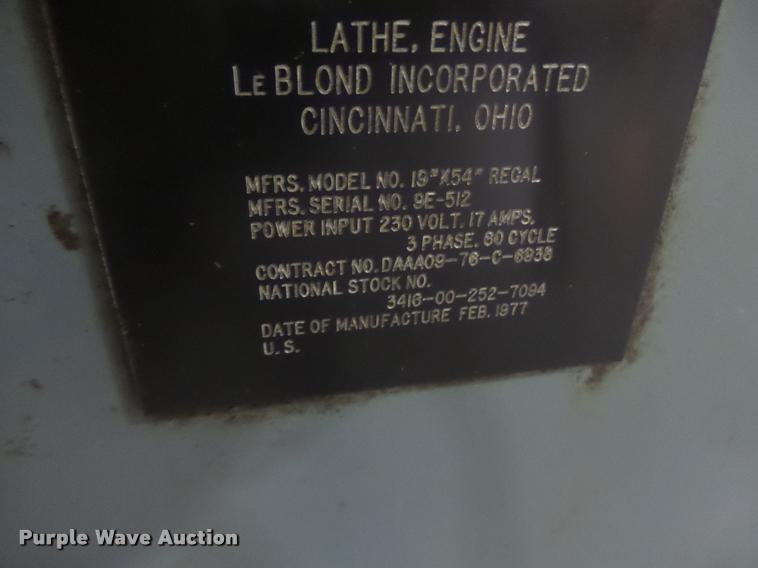 LATHE, ENGINE
LE BLOND INCORPORATED
CINCINNATI, OHIO
MFRS. MODEL NO. 19"X54" REGAL
MFRS. SERIAL NO. 9E-512
POWER INPUT 230 VOLT, 17 AMPS,
3 PHASE, 60 CYCLE
CONTRACT NO. DAAA09-76-C-6938
NATIONAL STOCK NO.
3416-00-252-7094
DATE OF MANUFACTURE FEB. 1977
U. S.
Purple Wave Auction